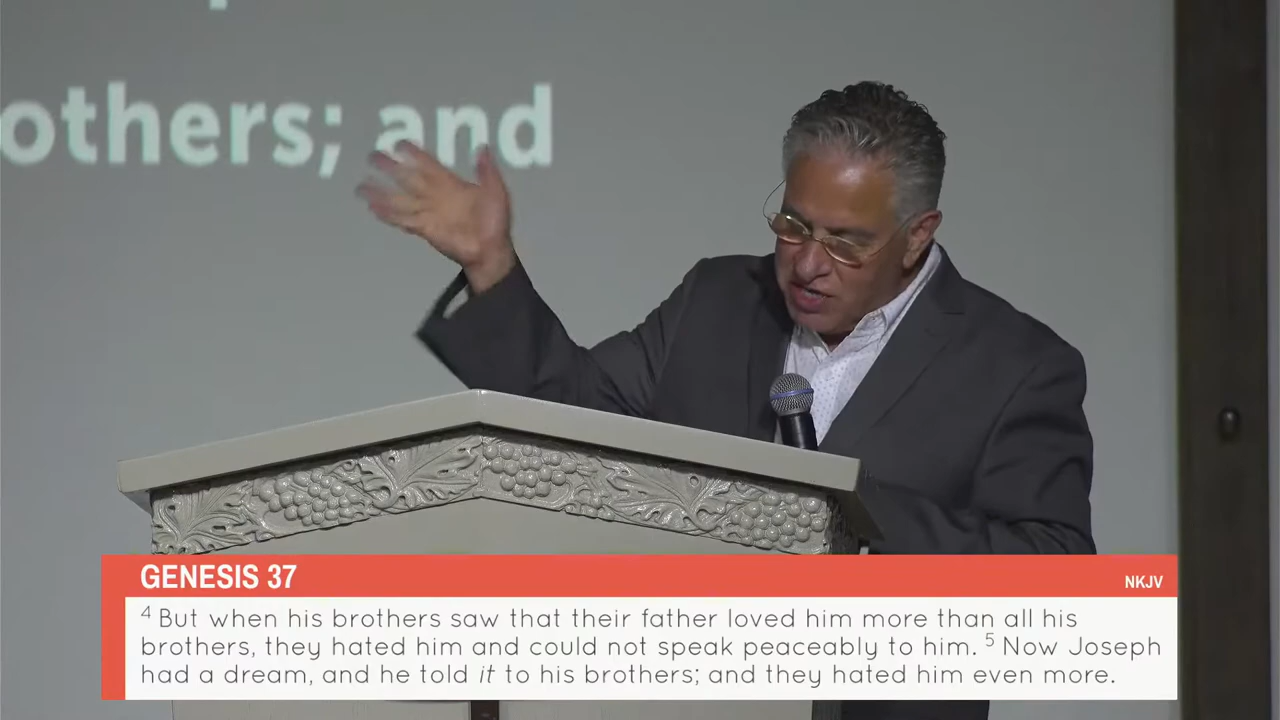 others; and
GENESIS 37
NKJV
4 But when his brothers saw that their father loved him more than all his
brothers, they hated him and could not speak peaceably to him. 5 Now Joseph
had a dream, and he told it to his brothers; and they hated him even more.